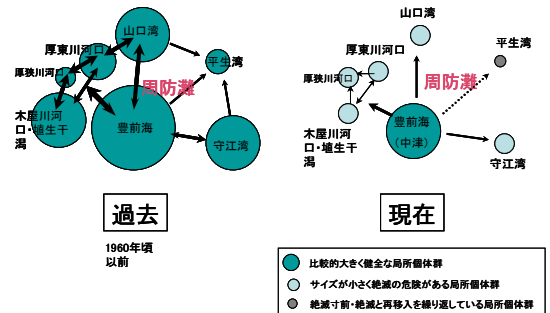 山口湾
厚東川河口
厚狭川河口
平生湾
周防灘
木屋川河
口・埴生干
潟
豊前海
守江湾
過去
1960年頃
以前
山口湾
厚東川河口
厚狭川河口
平生湾
周防灘
木屋川河
口・埴生干
潟
豊前海
(中津)
守江湾
現在
比較的大きく健全な局所個体群
サイズが小さく絶滅の危険がある局所個体群
絶滅寸前・絶滅と再移入を繰り返している局所個体群